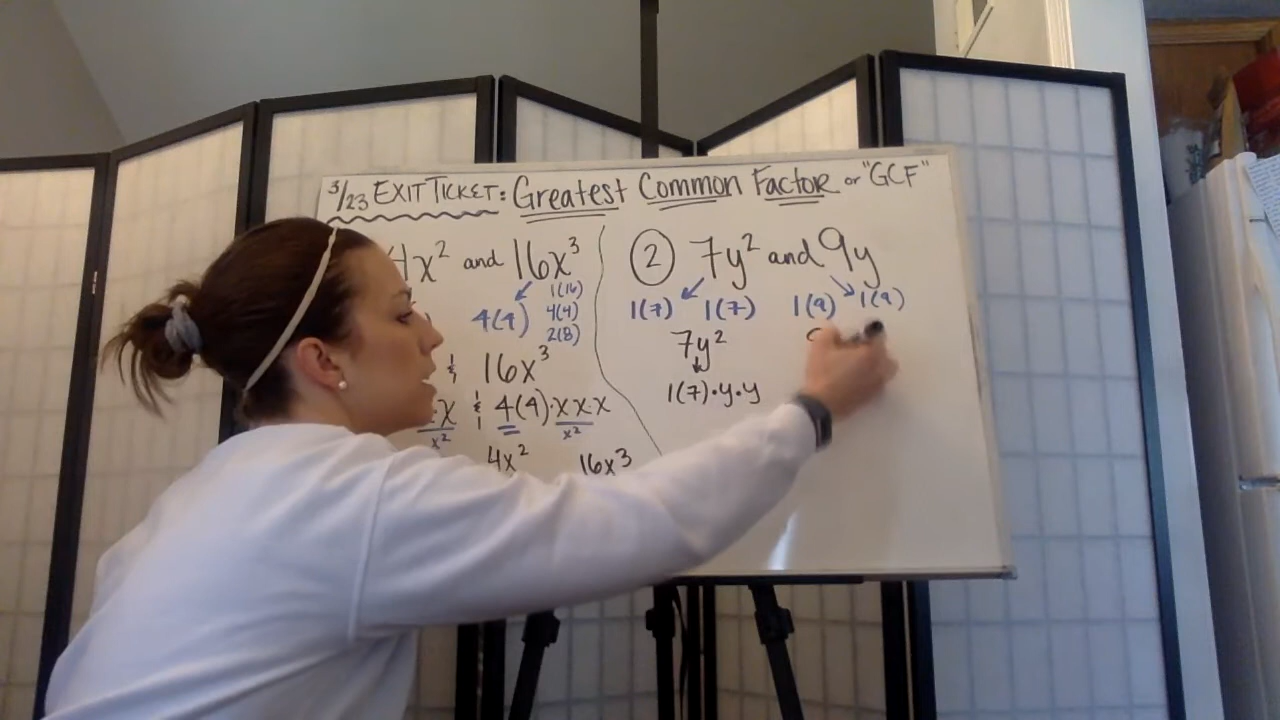 3/23 EXIT TICKET: Greatest Common Factor or "GCF"
4x² and 16x³
1(16)
4(4) 4(4)
2(8)
& 16x³
x & 4(4)·x·x·x
x² x²
4x² 16x³
② 7y² and 9y
1(7) 1(7) 1(9) 1(9)
7y²
1(7)·y·y